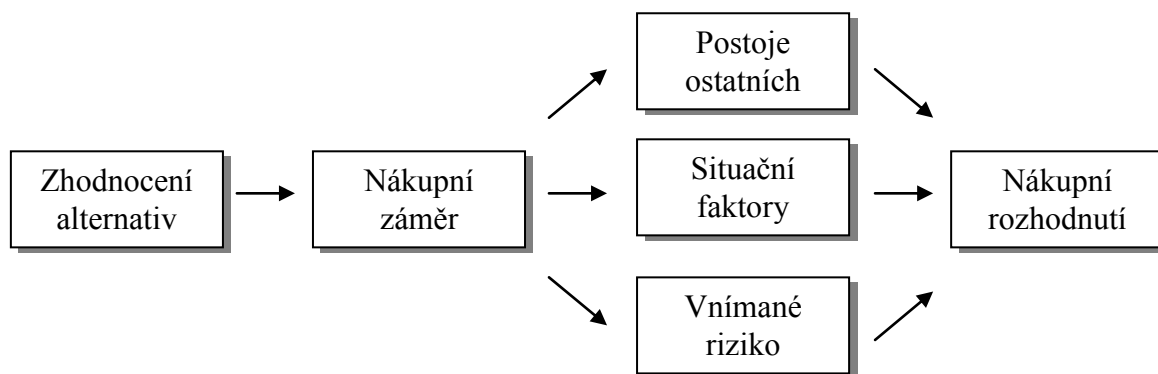 Zhodnocení
alternativ
Nákupní
záměr
Postoje
ostatních
Situační
faktory
Vnímané
riziko
Nákupní
rozhodnutí